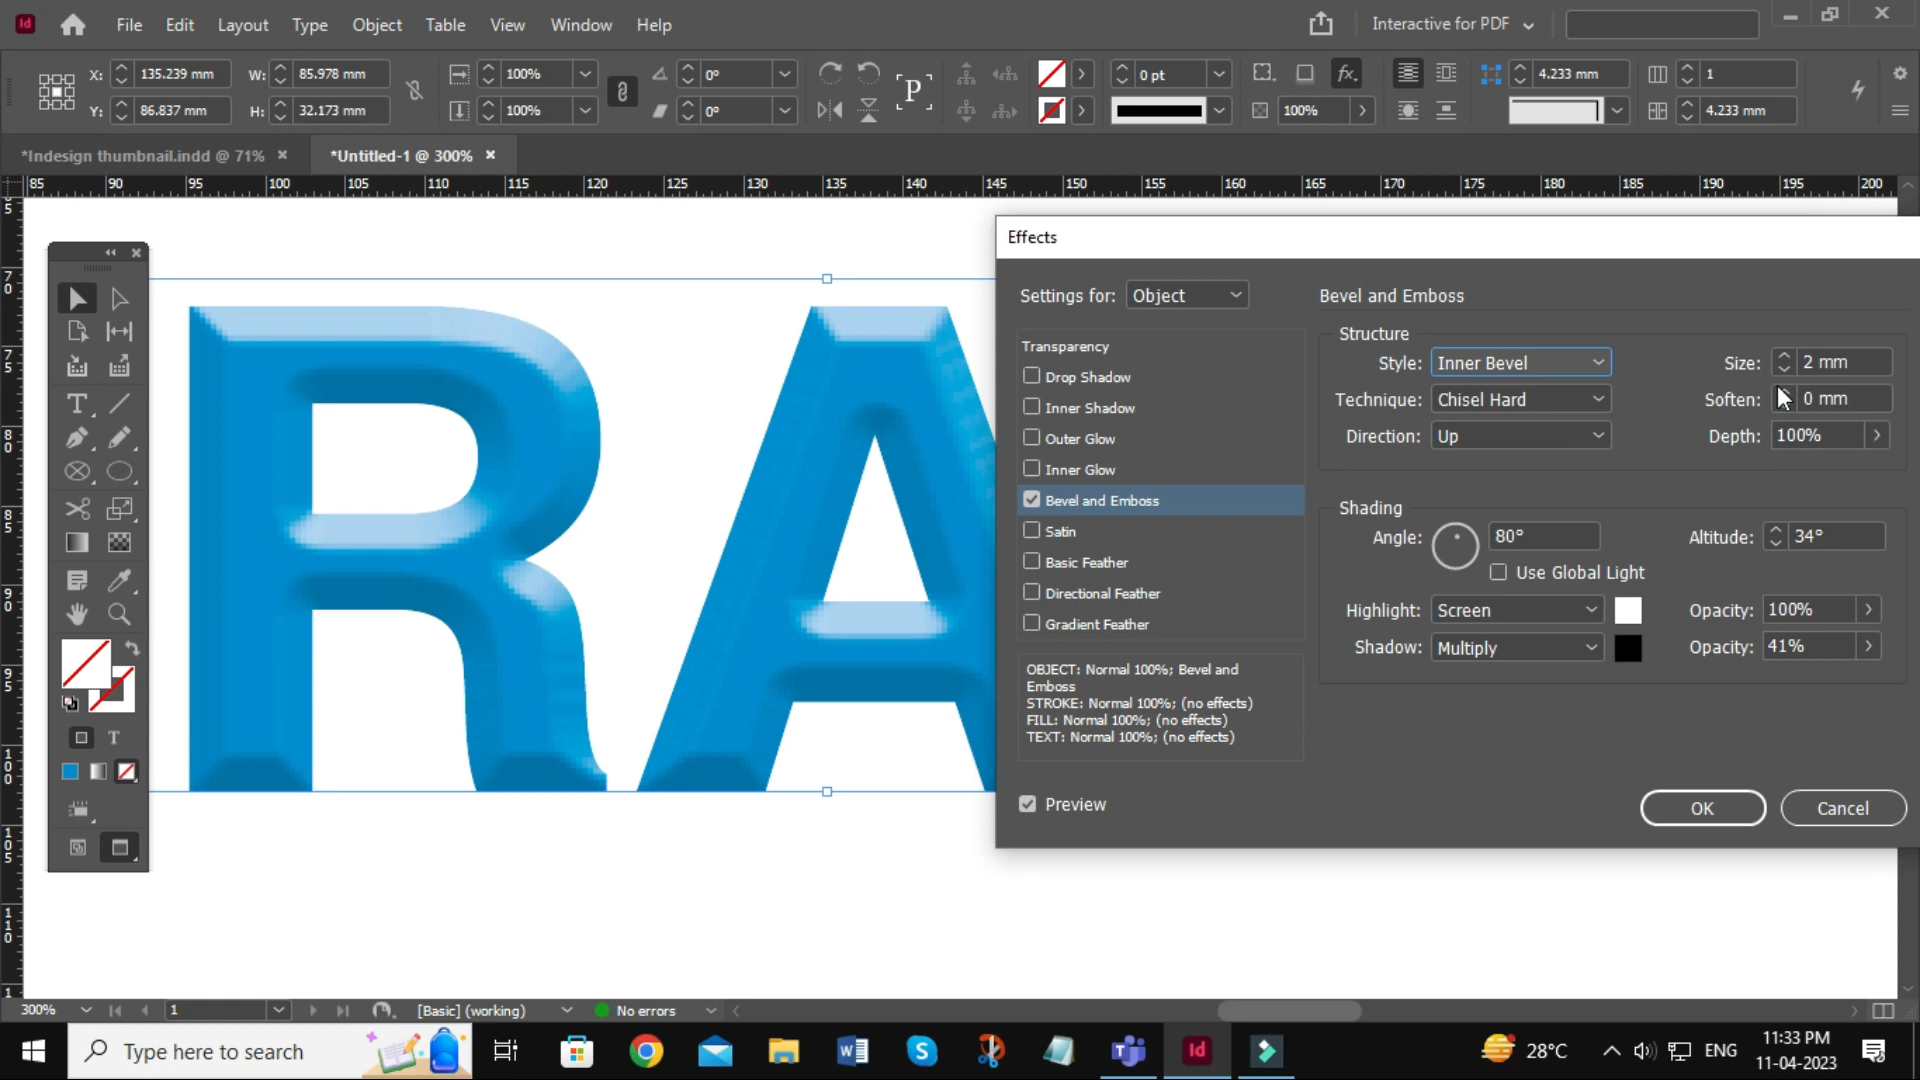 Id File Edit Layout Type Object Table View Window Help Interactive for PDF
X: 135.239 mm W: 85.978 mm 100% 0° P 0 pt fx. 4.233 mm 1
Y: 86.837 mm H: 32.173 mm 100% 0° 100% 4.233 mm
*Indesign thumbnail.indd @ 71% × *Untitled-1 @ 300% ×
85 90 95 100 105 110 115 120 125 130 135 140 145 150 155 160 165 170 175 180 185 190 195 200
RA
Effects
Settings for: Object
Transparency
Drop Shadow
Inner Shadow
Outer Glow
Inner Glow
Bevel and Emboss
Satin
Basic Feather
Directional Feather
Gradient Feather
OBJECT: Normal 100%; Bevel and
Emboss
STROKE: Normal 100%; (no effects)
FILL: Normal 100%; (no effects)
TEXT: Normal 100%; (no effects)
Preview
Bevel and Emboss
Structure
Style: Inner Bevel Size: 2 mm
Technique: Chisel Hard Soften: 0 mm
Direction: Up Depth: 100%
Shading
Angle: 80° Altitude: 34°
Use Global Light
Highlight: Screen Opacity: 100%
Shadow: Multiply Opacity: 41%
OK Cancel
300% 1 [Basic] (working) No errors
Type here to search 28°C ENG
11:33 PM
11-04-2023